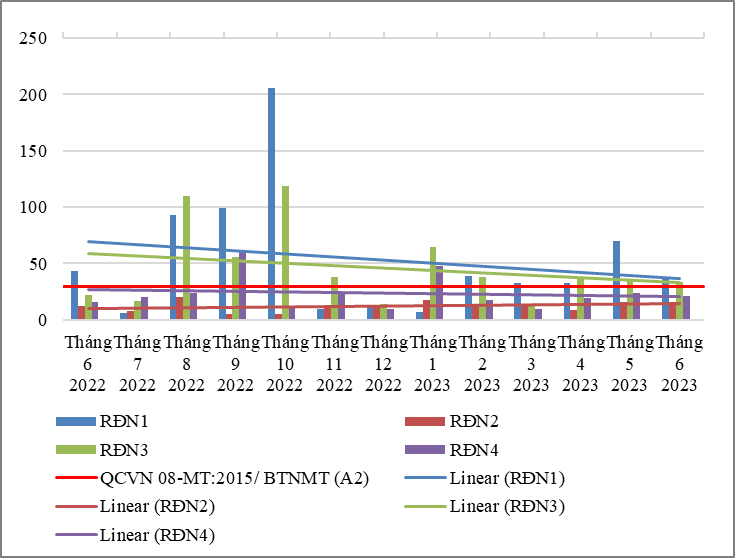 250
200
150
100
50
0
Tháng Tháng Tháng Tháng Tháng Tháng Tháng Tháng Tháng Tháng Tháng Tháng Tháng
6 7 8 9 10 11 12 1 2 3 4 5 6
2022 2022 2022 2022 2022 2022 2022 2023 2023 2023 2023 2023 2023
RĐN1 RĐN2
RĐN3 RĐN4
QCVN 08-MT:2015/ BTNMT (A2) Linear (RĐN1)
Linear (RĐN2) Linear (RĐN3)
Linear (RĐN4)